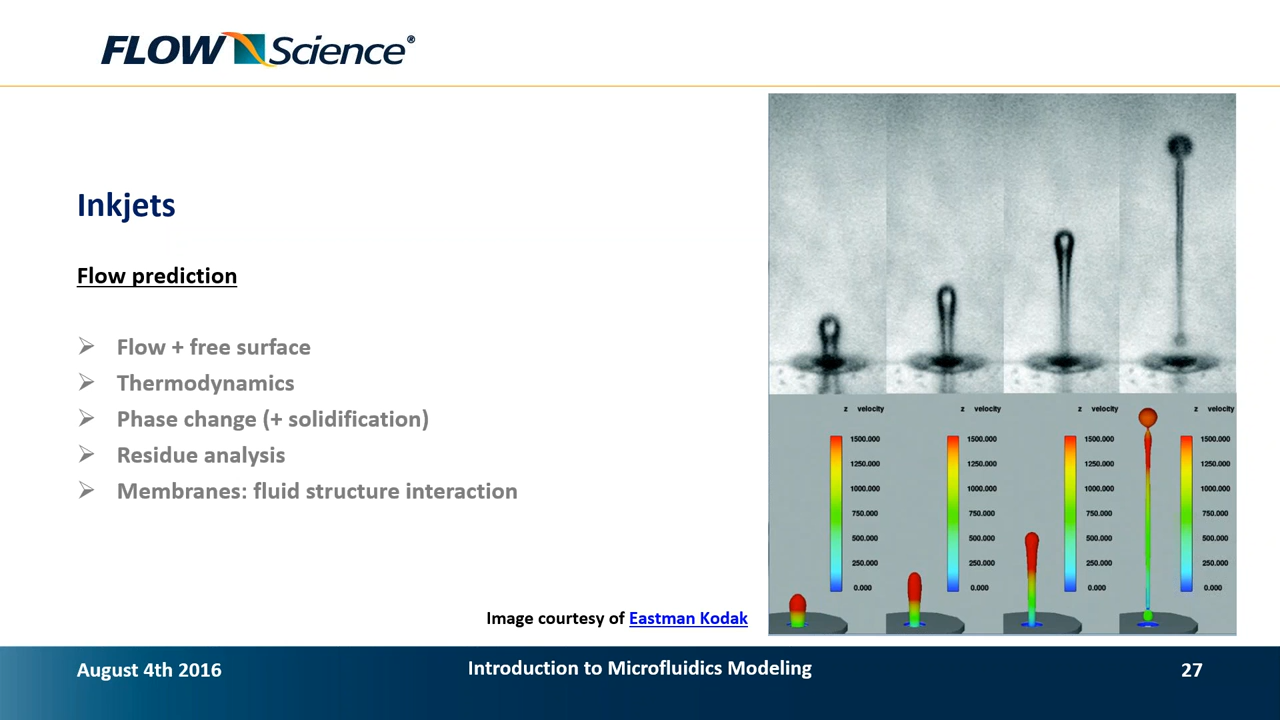 FLOW Science®
Inkjets
Flow prediction
Flow + free surface
Thermodynamics
Phase change (+ solidification)
Residue analysis
Membranes: fluid structure interaction
z velocity z velocity z velocity z velocity
1500.000 1500.000 1500.000 1500.000
1250.000 1250.000 1250.000 1250.000
1000.000 1000.000 1000.000 1000.000
750.000 750.000 750.000 750.000
500.000 500.000 500.000 500.000
250.000 250.000 250.000 250.000
0.000 0.000 0.000 0.000
Image courtesy of Eastman Kodak
August 4th 2016 Introduction to Microfluidics Modeling 27